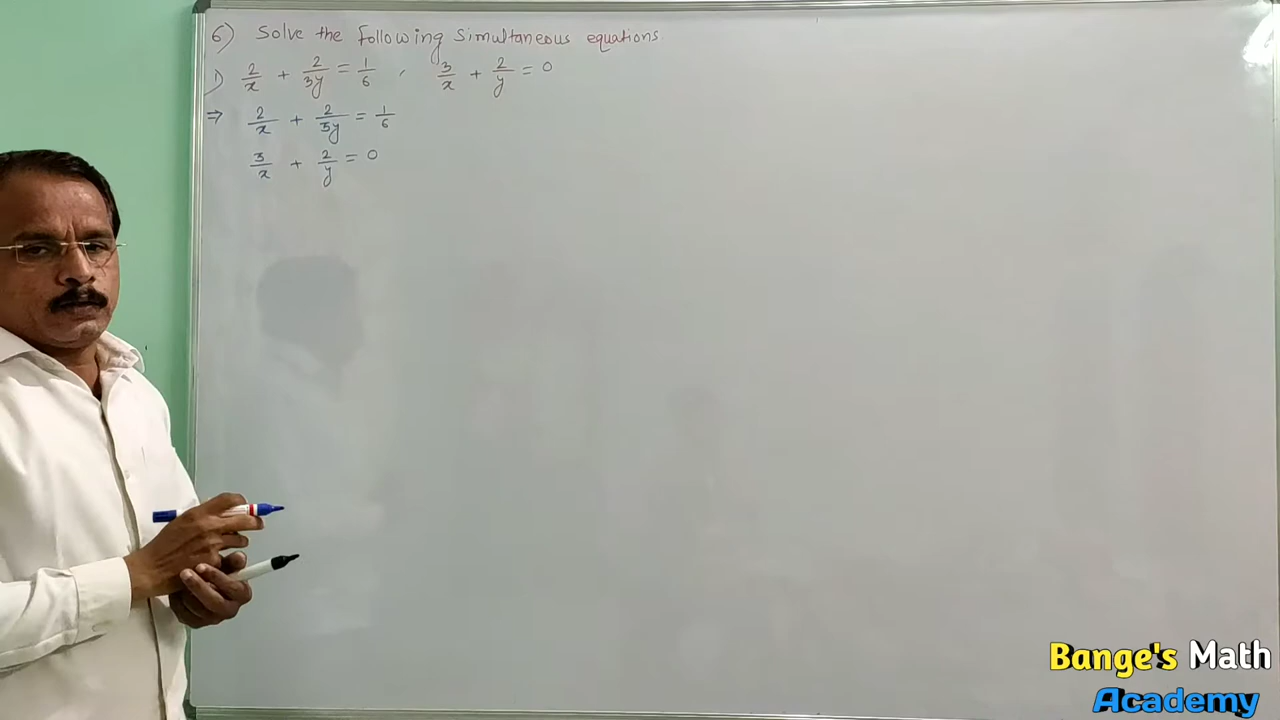 6) Solve the following simultaneous equations.
1) 2/x + 2/3y = 1/6 , 3/x + 2/y = 0
⇒ 2/x + 2/3y = 1/6
3/x + 2/y = 0
Bange's Math
Academy